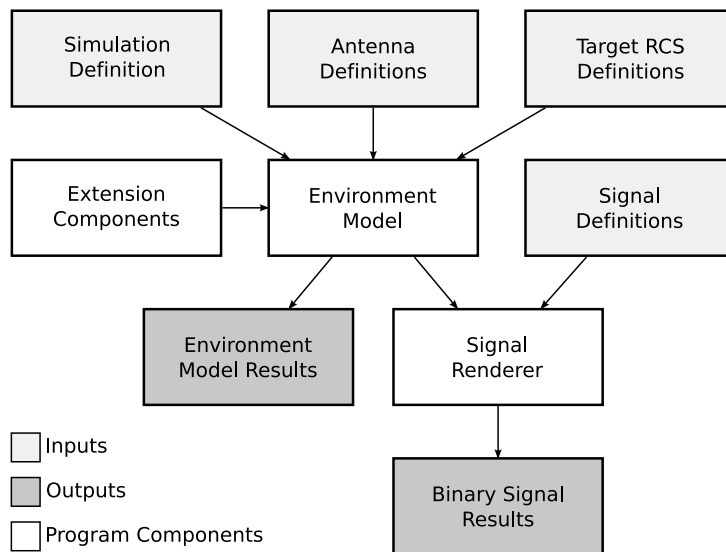 Simulation
Definition
Antenna
Definitions
Target RCS
Definitions
Extension
Components
Environment
Model
Signal
Definitions
Environment
Model Results
Signal
Renderer
Binary Signal
Results
Inputs
Outputs
Program Components